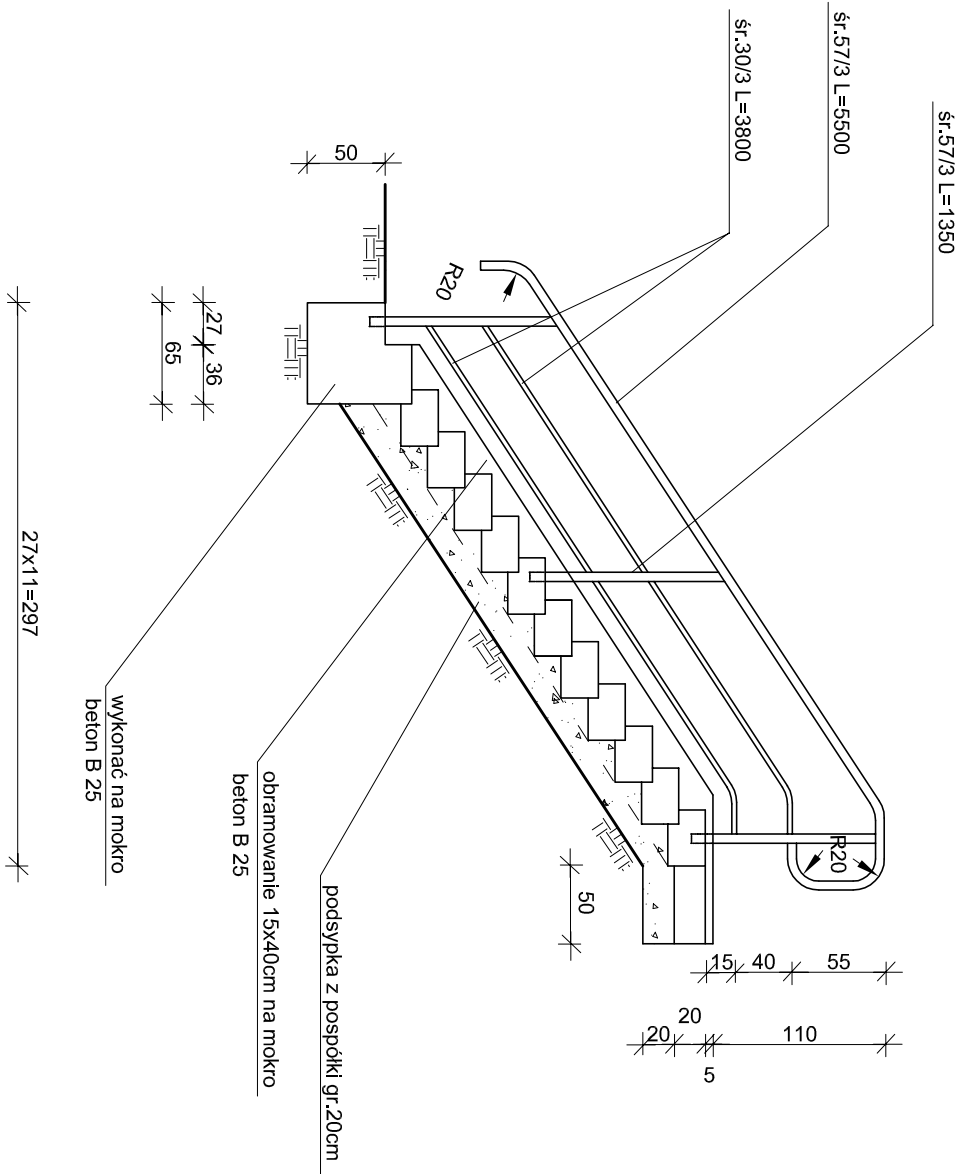 śr.57/3 L=1350
śr.57/3 L=5500
śr.30/3 L=3800
R20
R20
50
27
36
65
27x11=297
50
15
40
55
20
20
5
110
wykonać na mokro
beton B 25
obramowanie 15x40cm na mokro
beton B 25
podsypka z pospółki gr.20cm